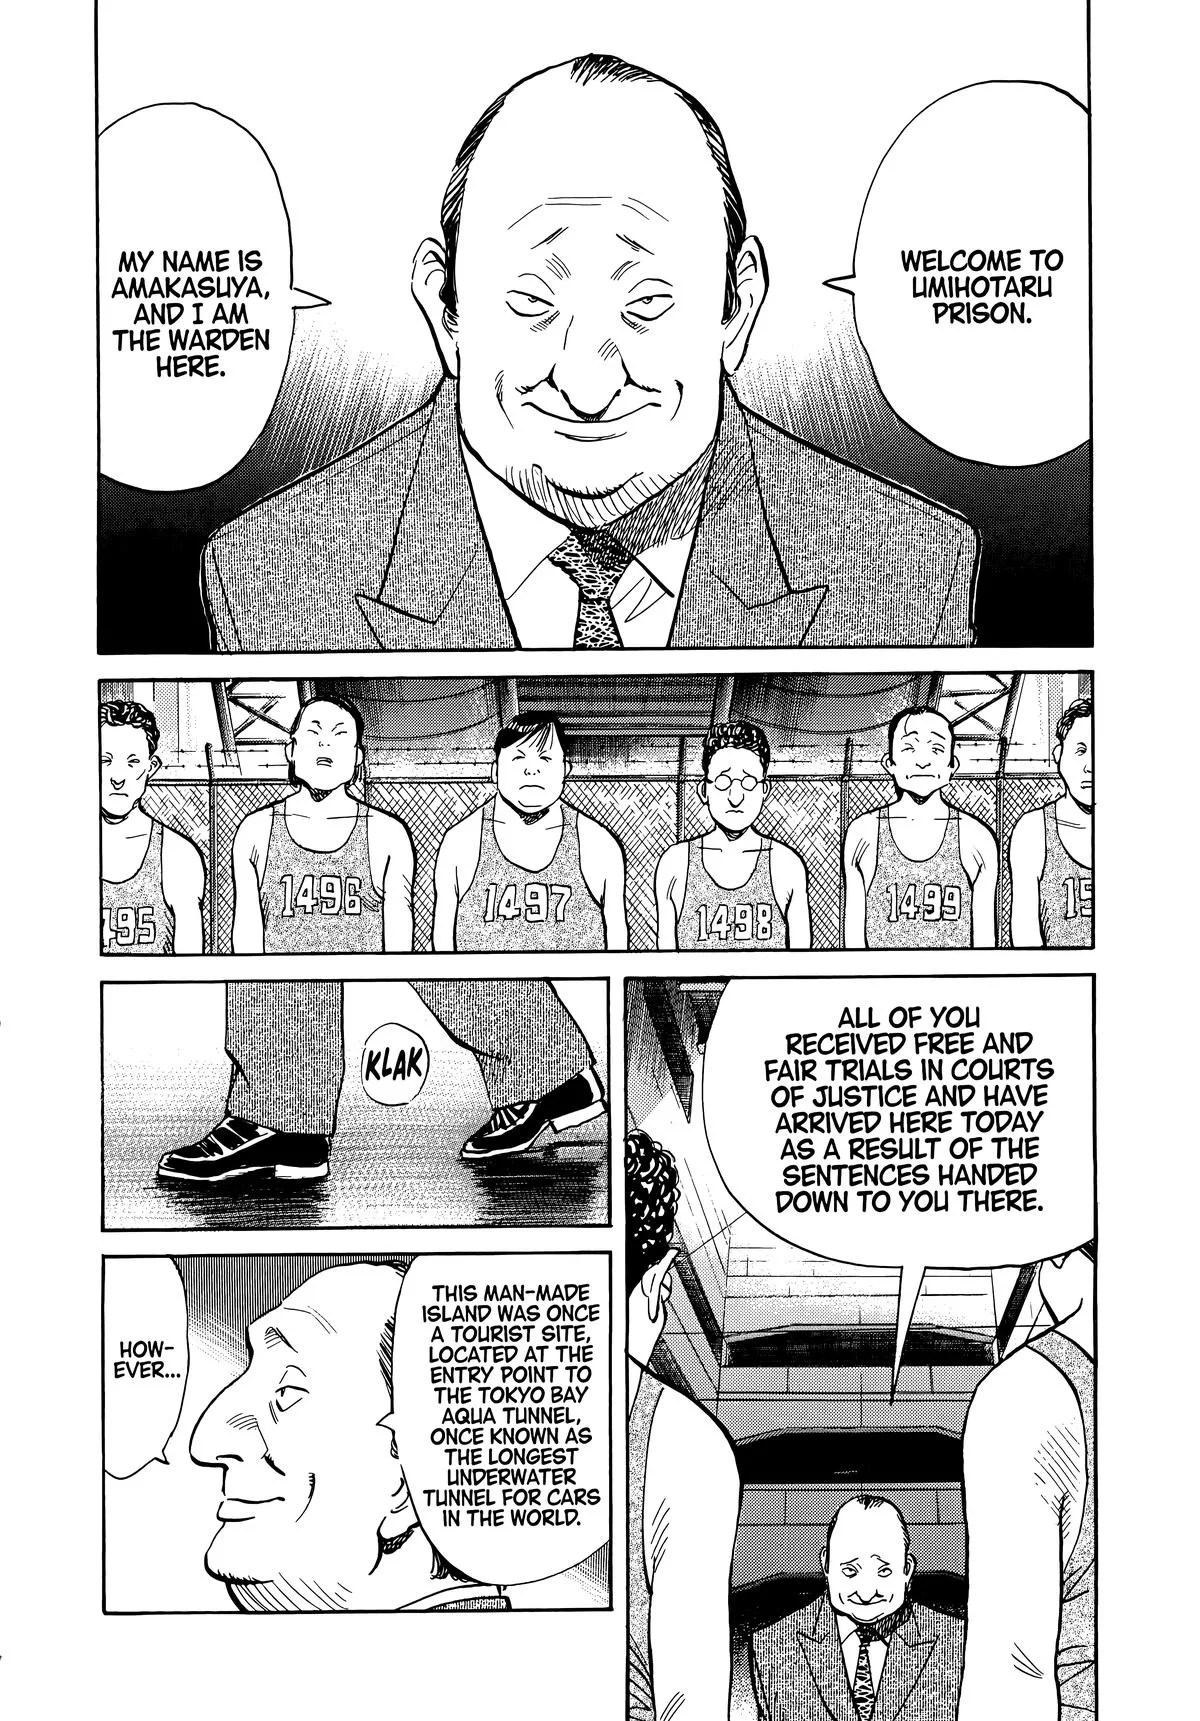 WELCOME TO
UMIHOTARU
PRISON.
MY NAME IS
AMAKASUYA,
AND I AM
THE WARDEN
HERE.
495
1496
1497
1498
1499
15
ALL OF YOU
RECEIVED FREE AND
FAIR TRIALS IN COURTS
OF JUSTICE AND HAVE
ARRIVED HERE TODAY
AS A RESULT OF THE
SENTENCES HANDED
DOWN TO YOU THERE.
KLAK
THIS MAN-MADE
ISLAND WAS ONCE
A TOURIST SITE,
LOCATED AT THE
ENTRY POINT TO
THE TOKYO BAY
AQUA TUNNEL,
ONCE KNOWN AS
THE LONGEST
UNDERWATER
TUNNEL FOR CARS
IN THE WORLD.
HOW-
EVER...